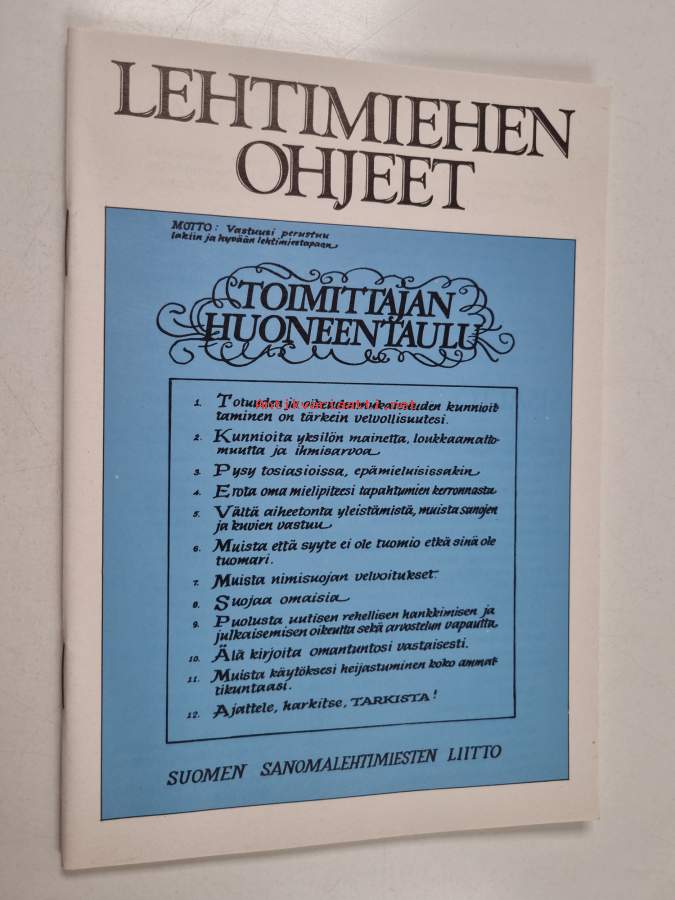 LEHTIMIEHEN
OHJEET
MOTTO: Vastuusi perustuu
lakiin ja hyvään lehtimiestapaan
TOIMITTAJAN
HUONEENTAULU
1. Totuuden ja oikeudenmukaisuuden kunnioit-
taminen on tärkein velvollisuutesi.
2. Kunnioita yksilön mainetta, loukkaamatto-
muutta ja ihmisarvoa
3. Pysy tosiasioissa, epämieluisissakin
4. Erota oma mielipiteesi tapahtumien kerronnasta
5. Vältä aiheetonta yleistämistä, muista sanojen
ja kuvien vastuu
6. Muista että syyte ei ole tuomio etkä sinä ole
tuomari.
7. Muista nimisuojan velvoitukset.
8. Suojaa omaisia
9. Puolusta uutisen rehellisen hankkimisen ja
julkaisemisen oikeutta sekä arvostelun vapautta
10. Älä kirjoita omantuntosi vastaisesti.
11. Muista käytöksesi heijastuminen koko ammat-
tikuntaasi.
12. Ajattele, harkitse, TARKISTA!
SUOMEN SANOMALEHTIMIESTEN LIITTO